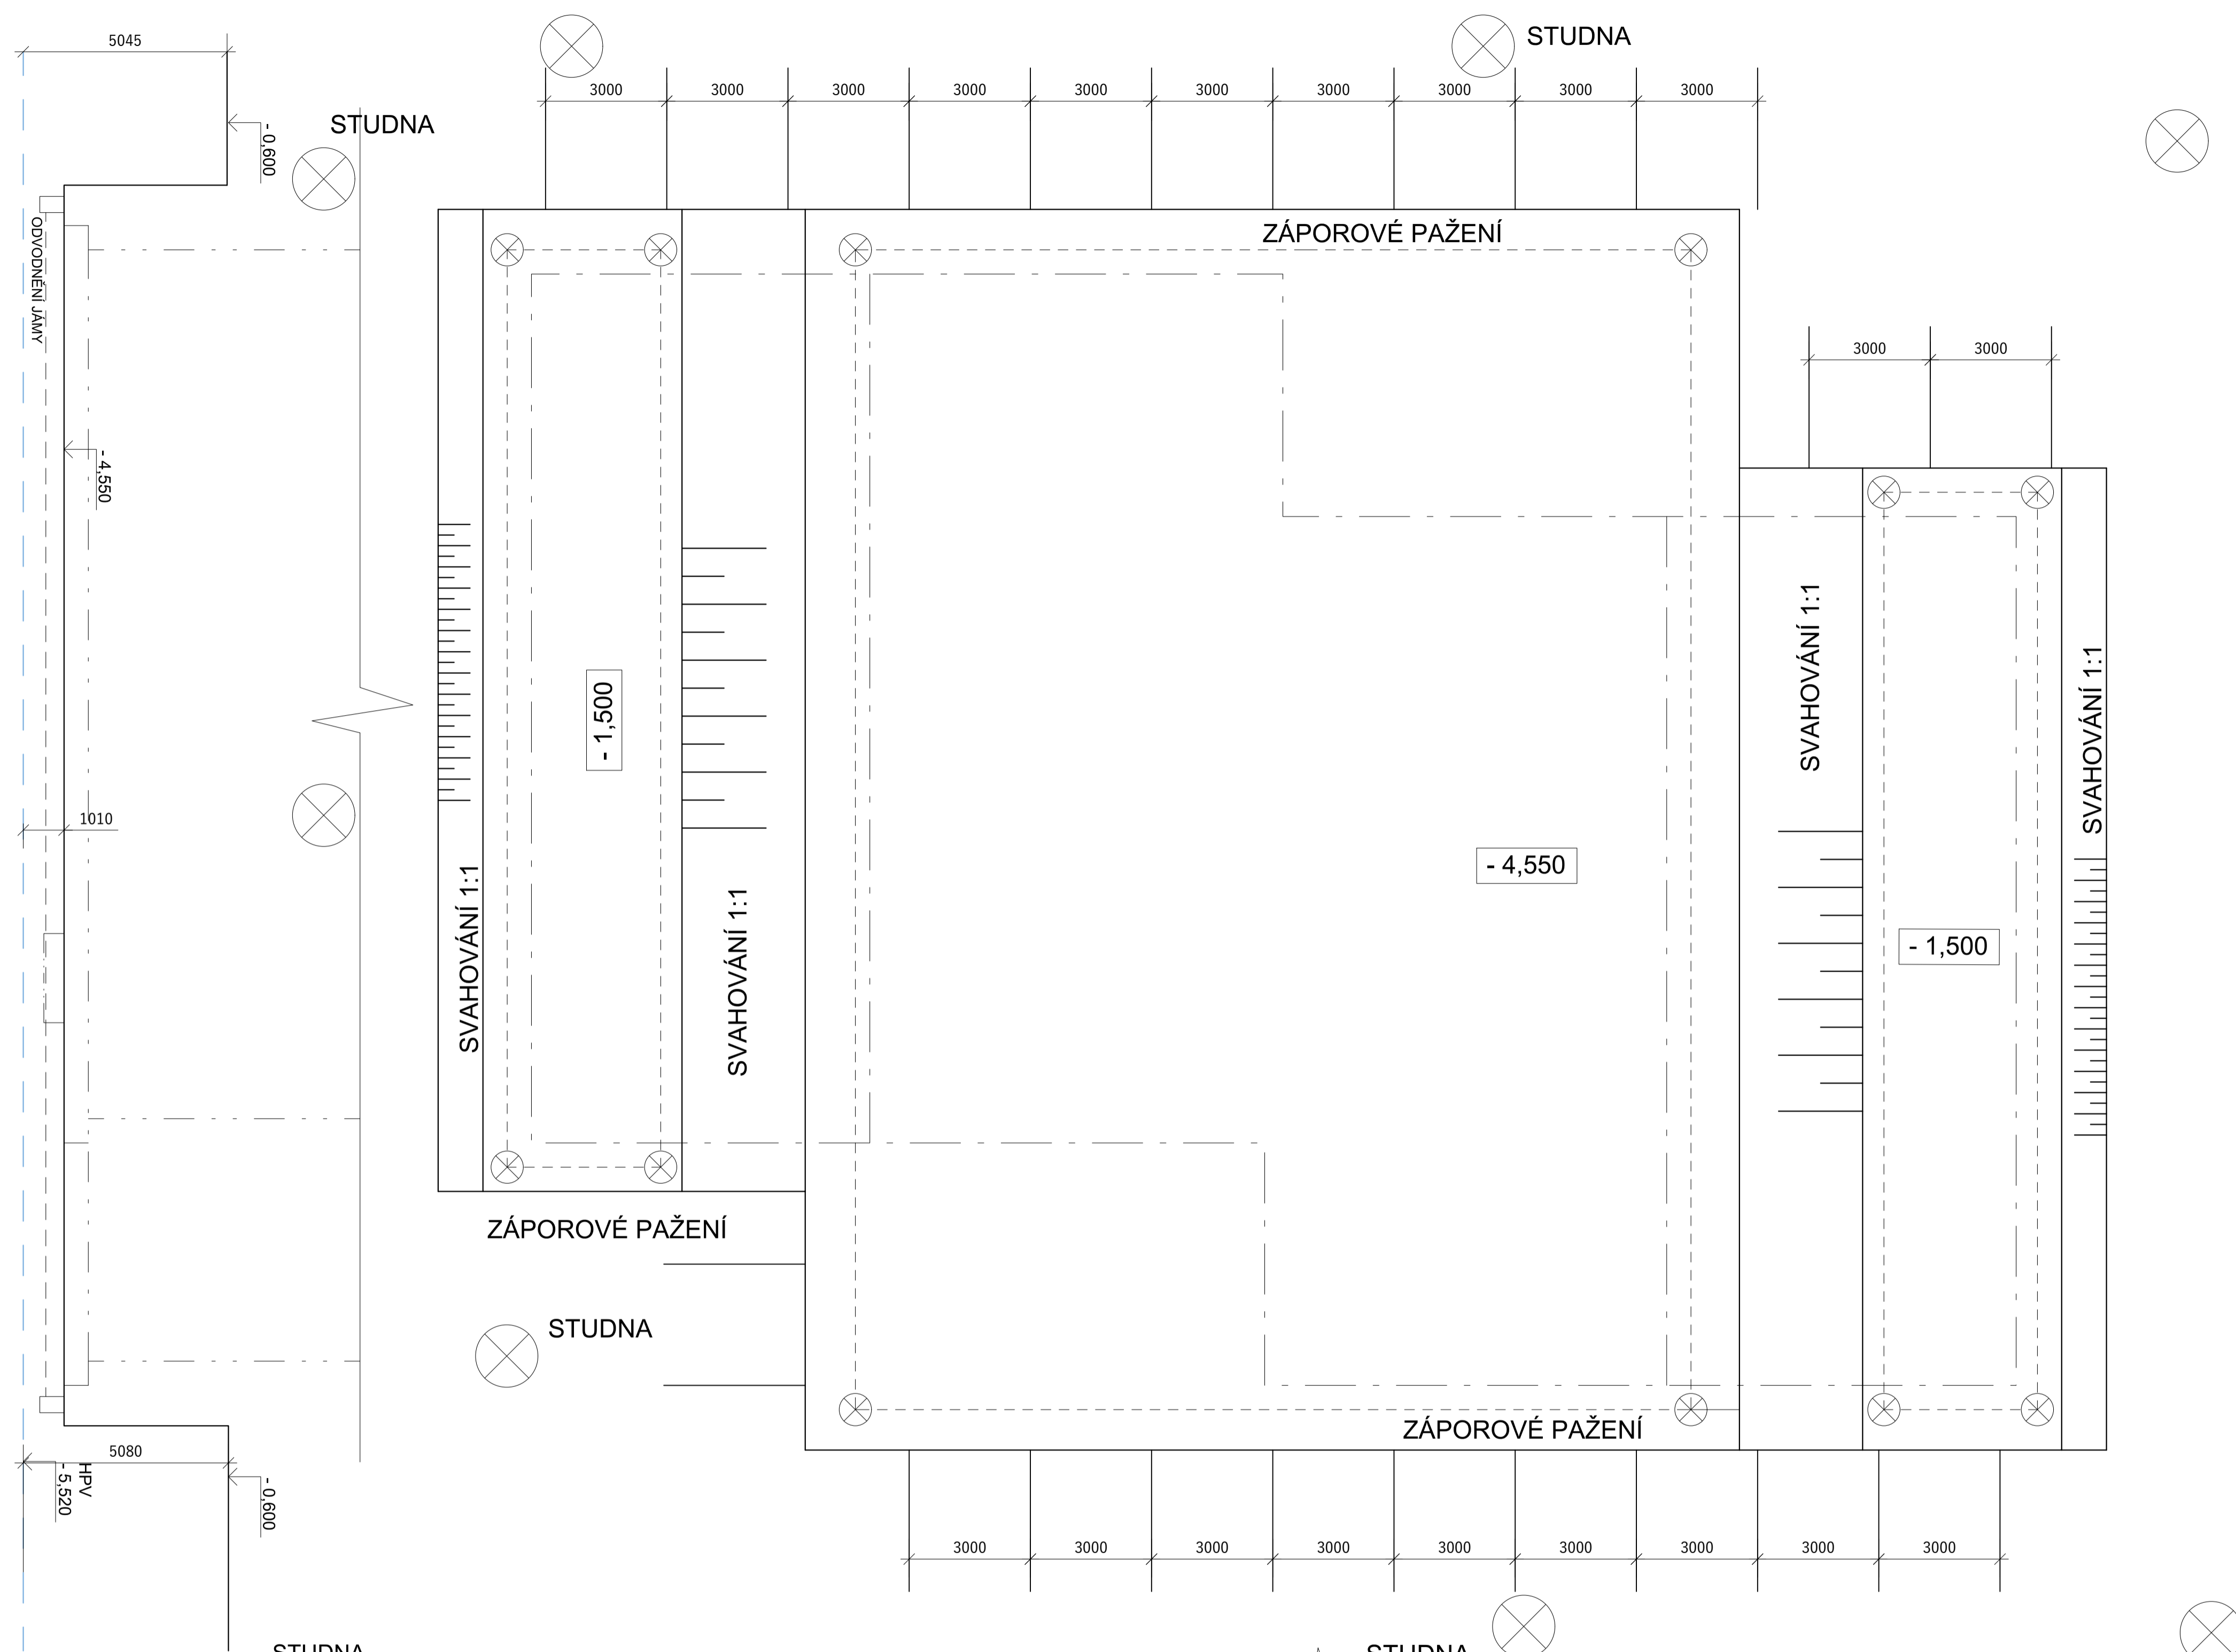 5045
STUDNA
3000 3000 3000 3000 3000 3000 3000 3000 3000 3000
- 0,600
STUDNA
ODVODNĚNÍ JÁMY
ZÁPOROVÉ PAŽENÍ
3000 3000
- 4,550
SVAHOVÁNÍ 1:1
SVAHOVÁNÍ 1:1
- 1,500
1010
- 4,550
SVAHOVÁNÍ 1:1
SVAHOVÁNÍ 1:1
- 1,500
ZÁPOROVÉ PAŽENÍ
STUDNA
ZÁPOROVÉ PAŽENÍ
5080
HPV
- 5,520
- 0,600
3000 3000 3000 3000 3000 3000 3000 3000 3000
STUDNA
STUDNA